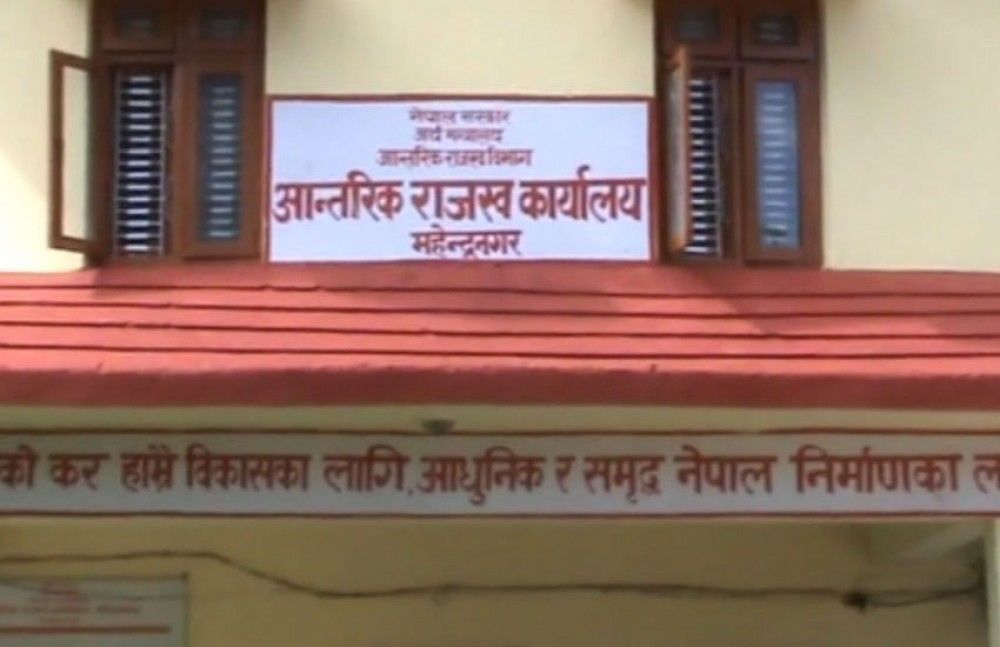 नेपाल सरकार
अर्थ मन्त्रालय
आन्तरिक राजस्व विभाग
आन्तरिक राजस्व कार्यालय
महेन्द्रनगर
को कर हाम्रै विकासका लागि, आधुनिक र समृद्ध नेपाल निर्माणका ल